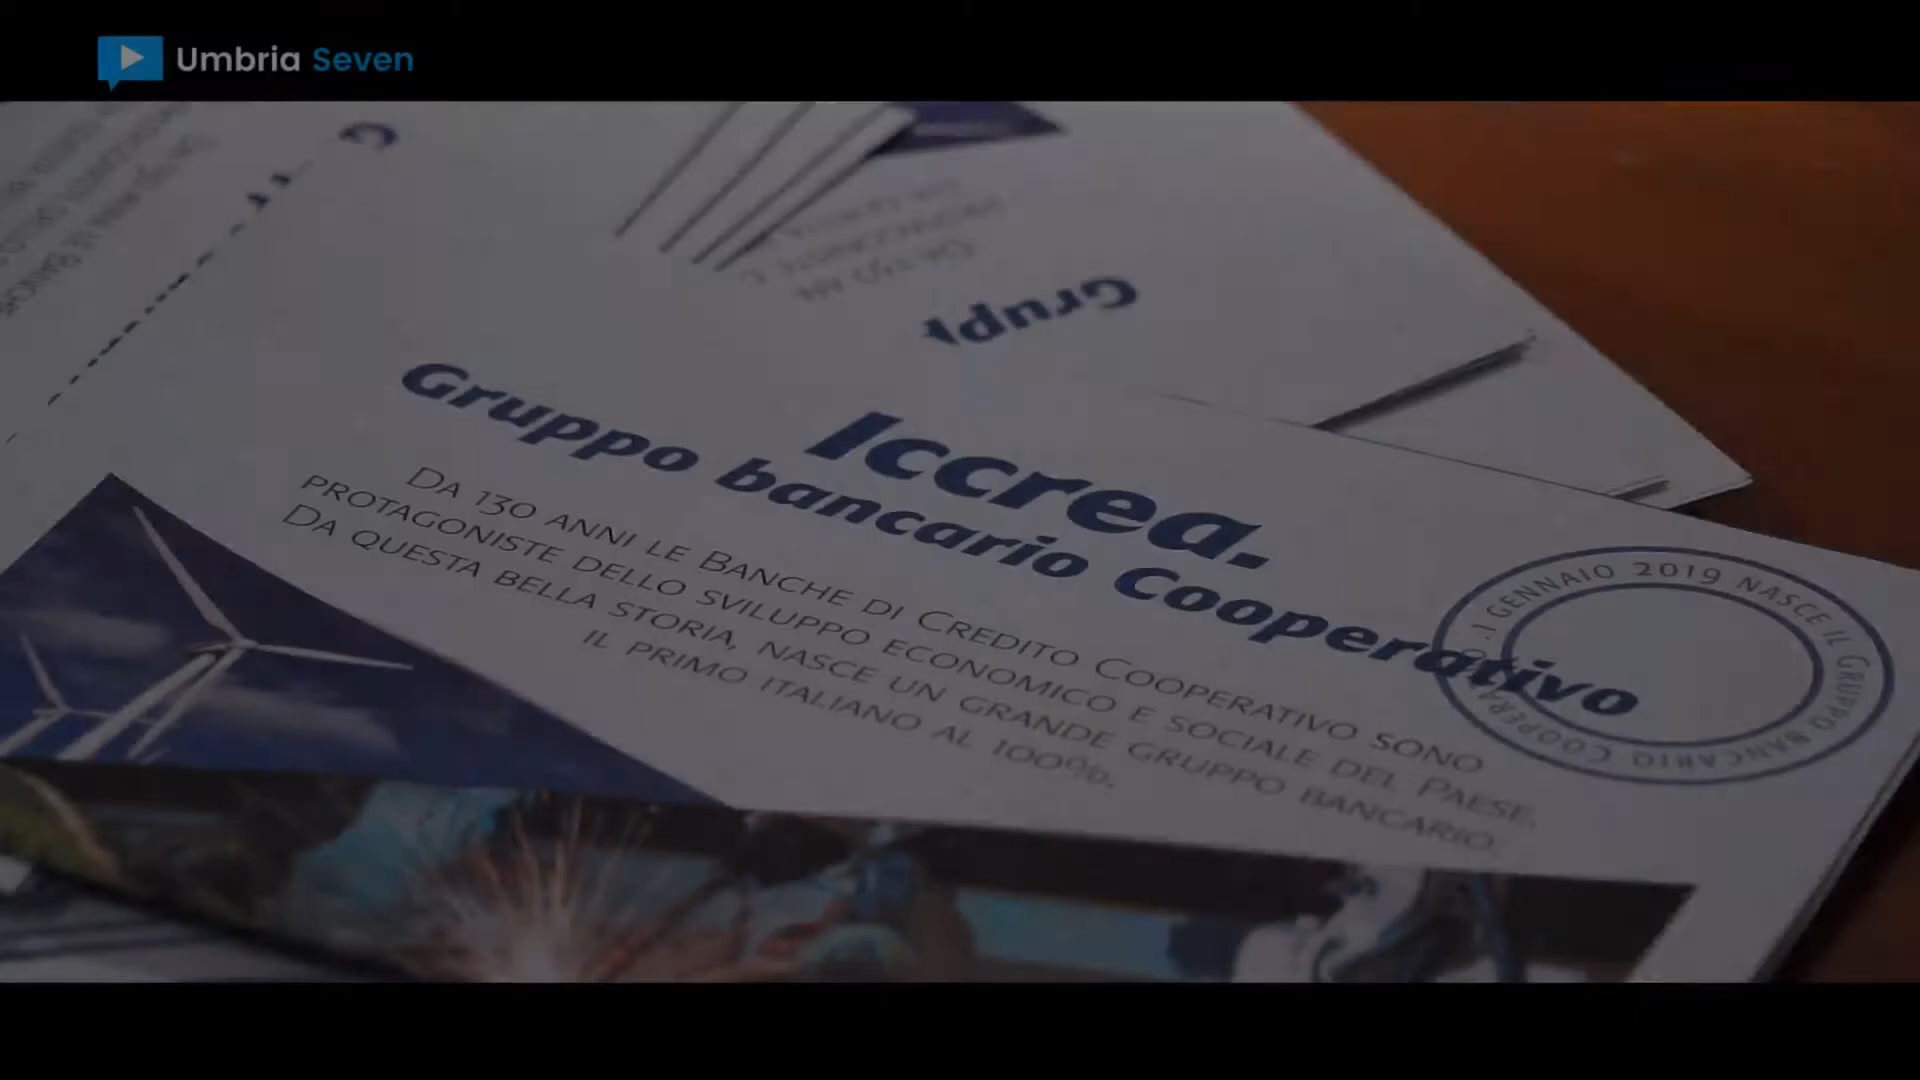 Umbria Seven
Grupp
Iccrea.
Gruppo bancario Cooperativo
Da 130 anni le Banche di Credito Cooperativo sono
protagoniste dello sviluppo economico e sociale del Paese.
Da questa bella storia, nasce un grande gruppo bancario.
il primo italiano al 100%.
1 GENNAIO 2019 NASCE IL GRUPPO BANCARIO COOPERA